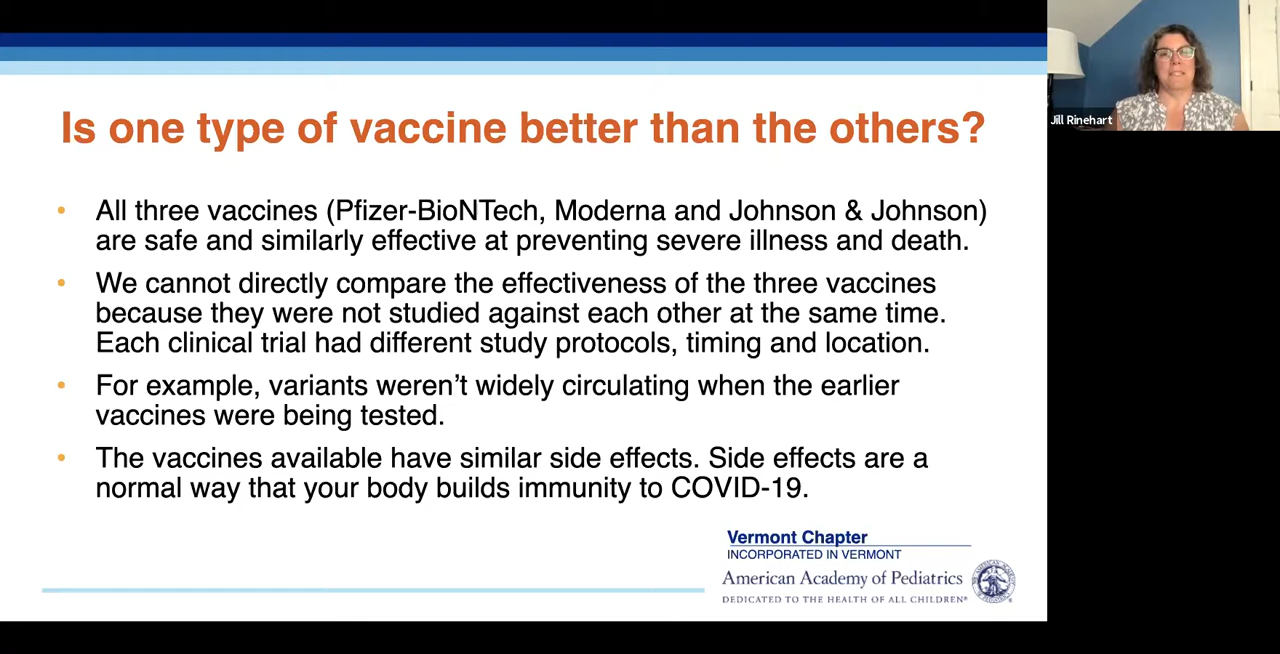 Is one type of vaccine better than the others?
• All three vaccines (Pfizer-BioNTech, Moderna and Johnson & Johnson)
are safe and similarly effective at preventing severe illness and death.
• We cannot directly compare the effectiveness of the three vaccines
because they were not studied against each other at the same time.
Each clinical trial had different study protocols, timing and location.
• For example, variants weren’t widely circulating when the earlier
vaccines were being tested.
• The vaccines available have similar side effects. Side effects are a
normal way that your body builds immunity to COVID-19.
Vermont Chapter
INCORPORATED IN VERMONT
American Academy of Pediatrics
DEDICATED TO THE HEALTH OF ALL CHILDREN®
Jill Rinehart